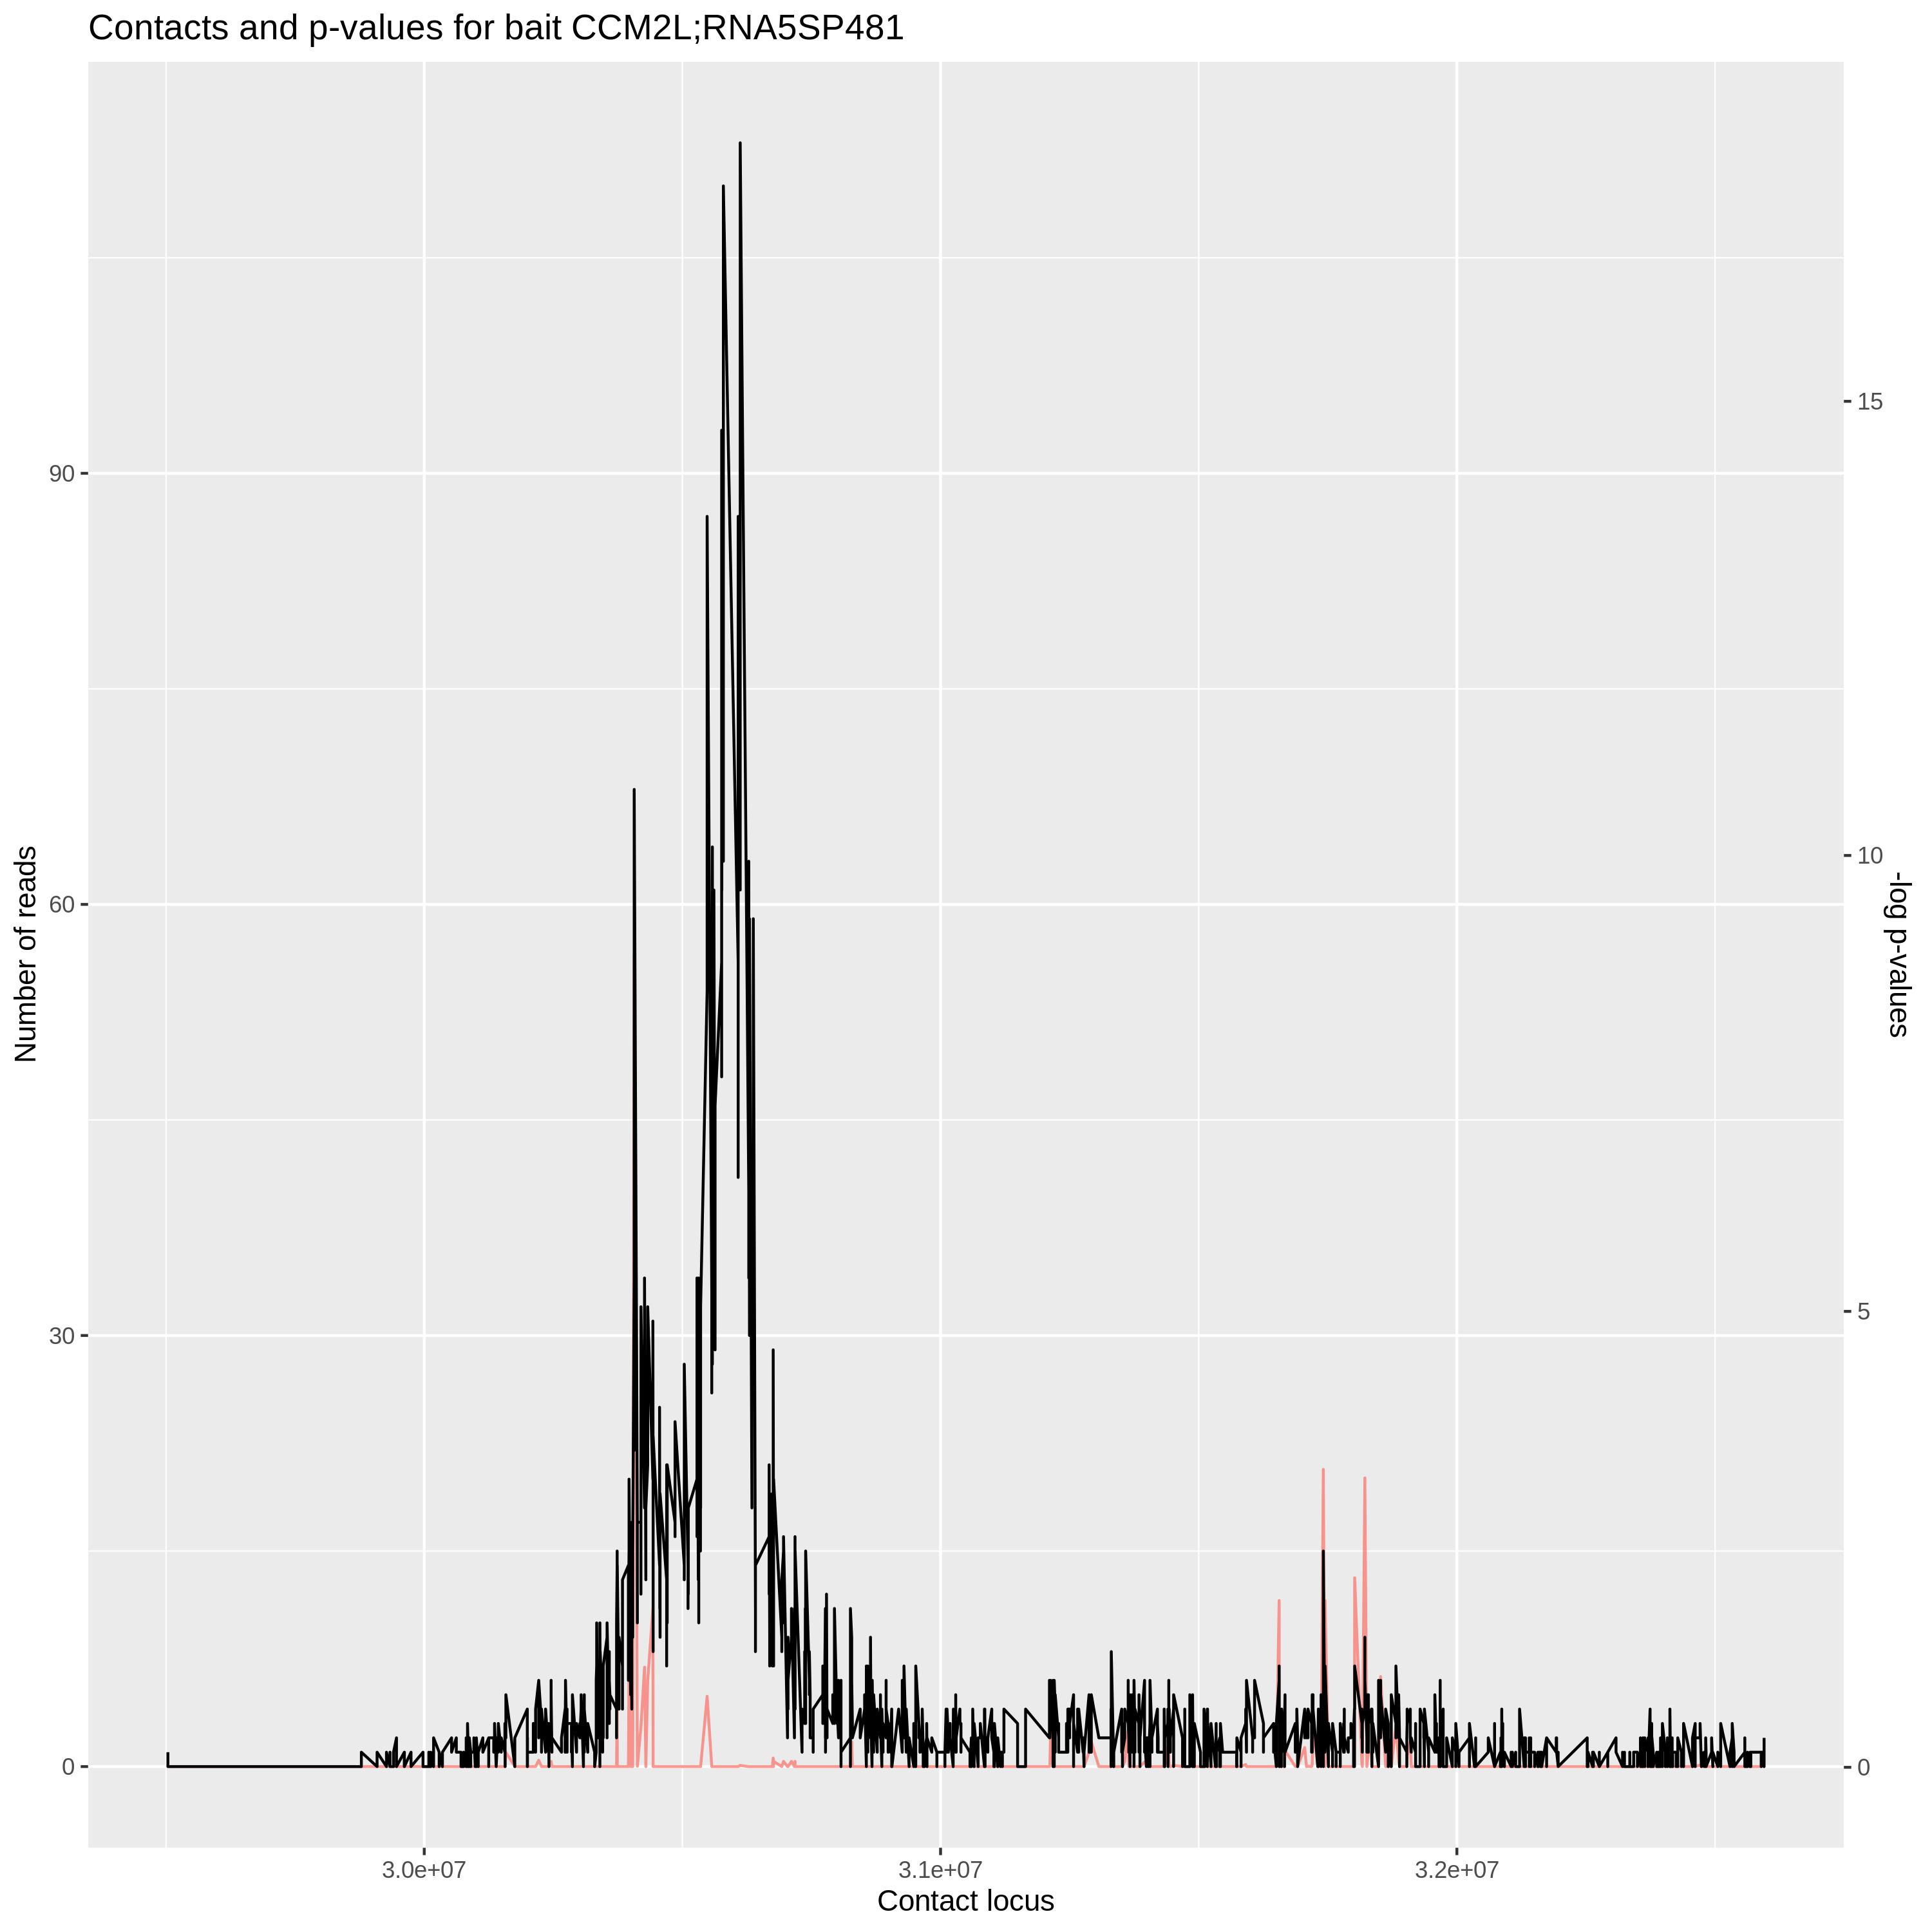 Contacts and p-values for bait CCM2L;RNA5SP481
Number of reads
90
60
30
0
15
10
5
0
-log p-values
3.0e+07
3.1e+07
3.2e+07
Contact locus